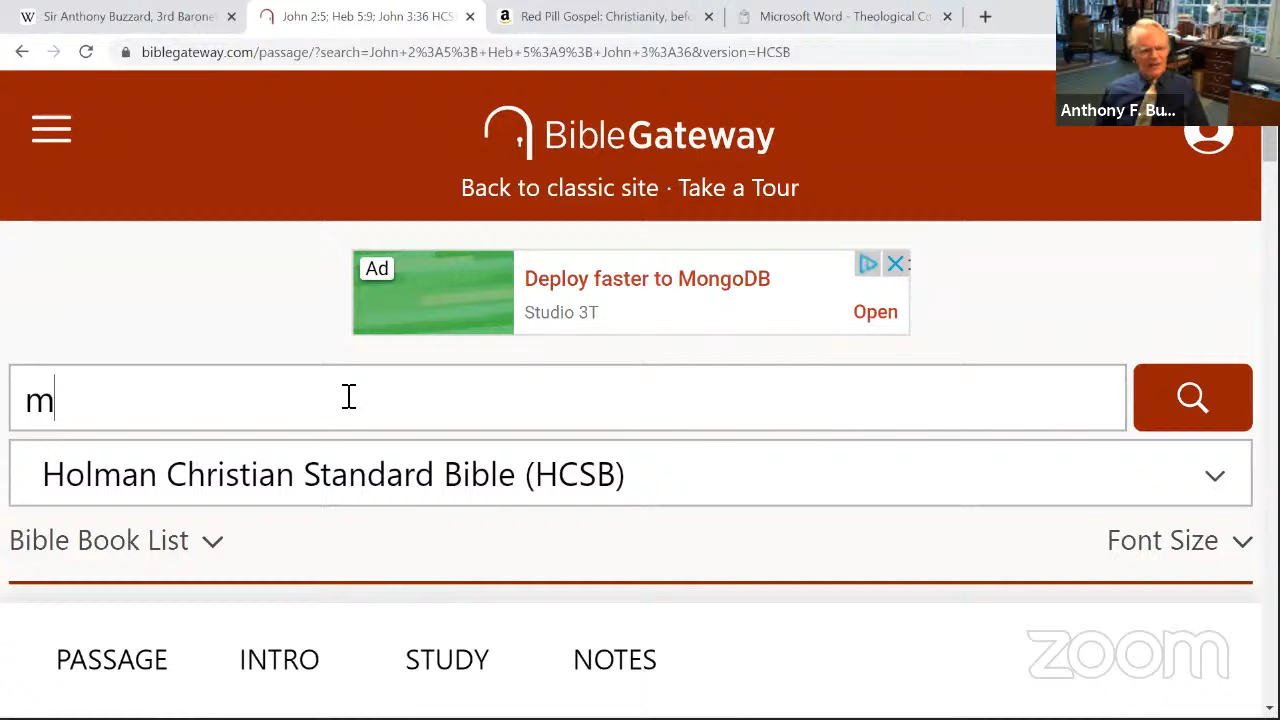 Sir Anthony Buzzard, 3rd Barone
John 2:5; Heb 5:9; John 3:36 HCS
Red Pill Gospel: Christianity, befo
Microsoft Word - Theological Co
biblegateway.com/passage/?search=John+2%3A5%3B+Heb+5%3A9%3B+John+3%3A36&version=HCSB
Anthony F. Bu...
BibleGateway
Back to classic site · Take a Tour
Ad
Deploy faster to MongoDB
Studio 3T
Open
m
Holman Christian Standard Bible (HCSB)
Bible Book List
Font Size
PASSAGE INTRO STUDY NOTES
zoom